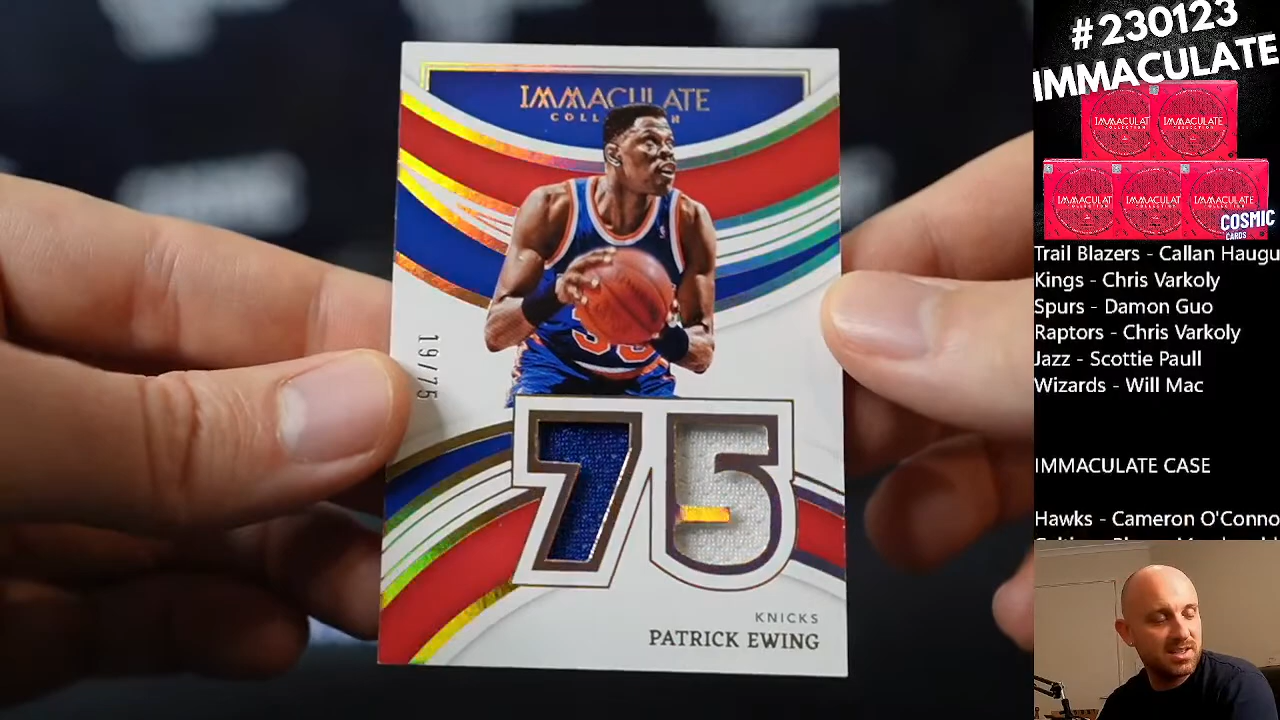 #230123
IMMACULATE
IMMACULATE
COLLECTION
19/75
75
KNICKS
PATRICK EWING
COSMIC
CARDS
Trail Blazers - Callan Haugu
Kings - Chris Varkoly
Spurs - Damon Guo
Raptors - Chris Varkoly
Jazz - Scottie Paull
Wizards - Will Mac
IMMACULATE CASE
Hawks - Cameron O'Conno